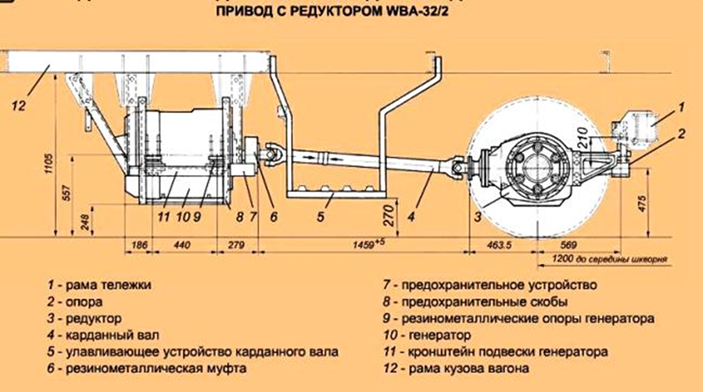 ПРИВОД С РЕДУКТОРОМ WBA-32/2
12
1105
557
248
11 10 9 8 7 6 5 4 3
270
210
1
2
475
186 440 279 1459+5 463.5 569
1200 до середины шкворня
1 - рама тележки
2 - опора
3 - редуктор
4 - карданный вал
5 - улавливающее устройство карданного вала
6 - резинометаллическая муфта
7 - предохранительное устройство
8 - предохранительные скобы
9 - резинометаллические опоры генератора
10 - генератор
11 - кронштейн подвески генератора
12 - рама кузова вагона